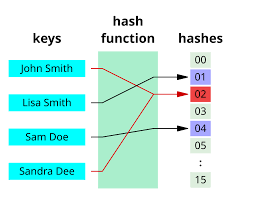 keys
hash
function
hashes
John Smith
Lisa Smith
Sam Doe
Sandra Dee
00
01
02
03
04
05
:
15